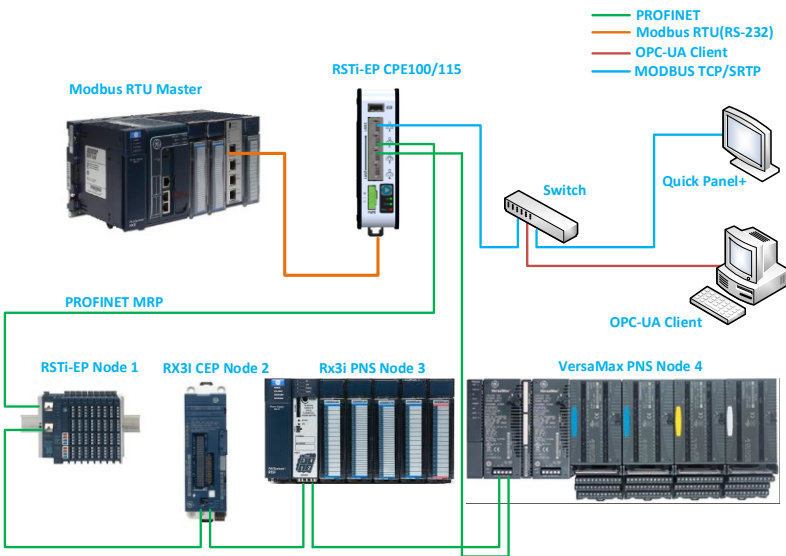 PROFINET
Modbus RTU(RS-232)
OPC-UA Client
MODBUS TCP/SRTP
RSTi-EP CPE100/115
Modbus RTU Master
Switch
Quick Panel+
OPC-UA Client
PROFINET MRP
RSTi-EP Node 1
RX3I CEP Node 2
Rx3i PNS Node 3
VersaMax PNS Node 4